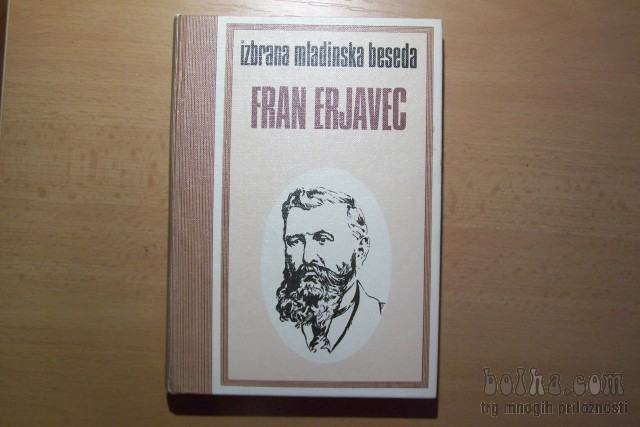 izbrana mladinska beseda
FRAN ERJAVEC
bolha.com
trg mnogih priložnosti